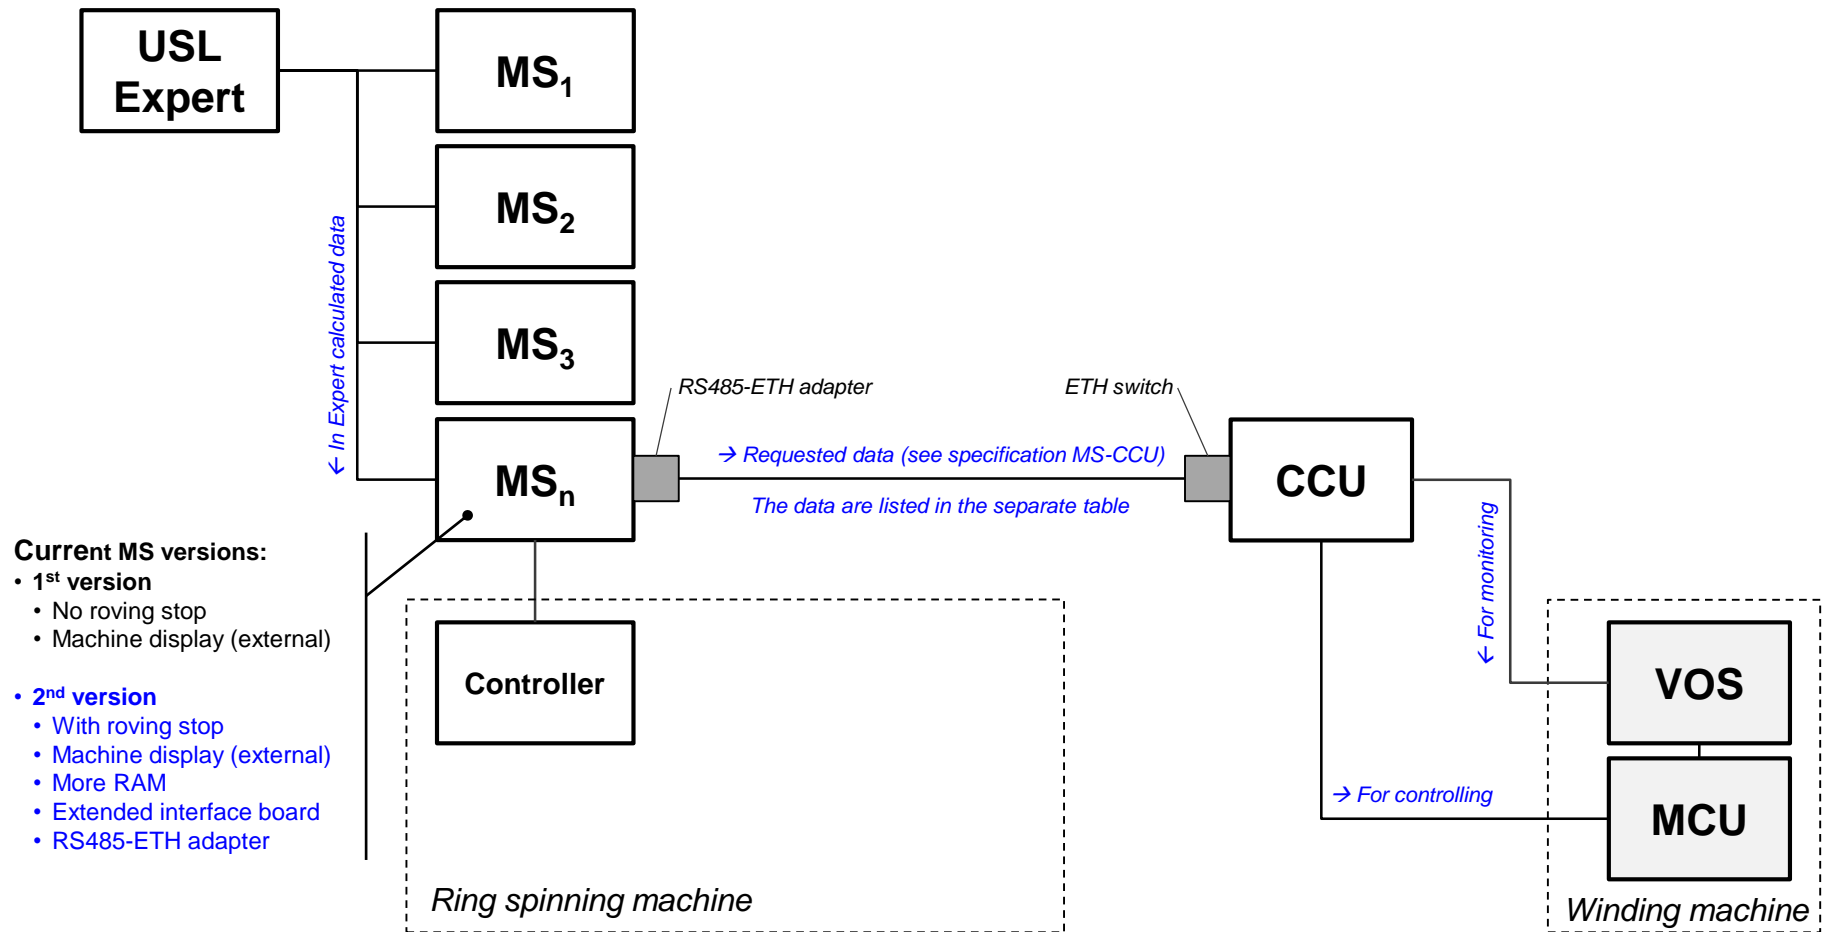 USL
Expert
MS1
MS2
MS3
MSn
← In Expert calculated data
RS485-ETH adapter
ETH switch
→ Requested data (see specification MS-CCU)
The data are listed in the separate table
CCU
← For monitoring
→ For controlling
VOS
MCU
Winding machine
Controller
Ring spinning machine
Current MS versions:
• 1st version
• No roving stop
• Machine display (external)
• 2nd version
• With roving stop
• Machine display (external)
• More RAM
• Extended interface board
• RS485-ETH adapter